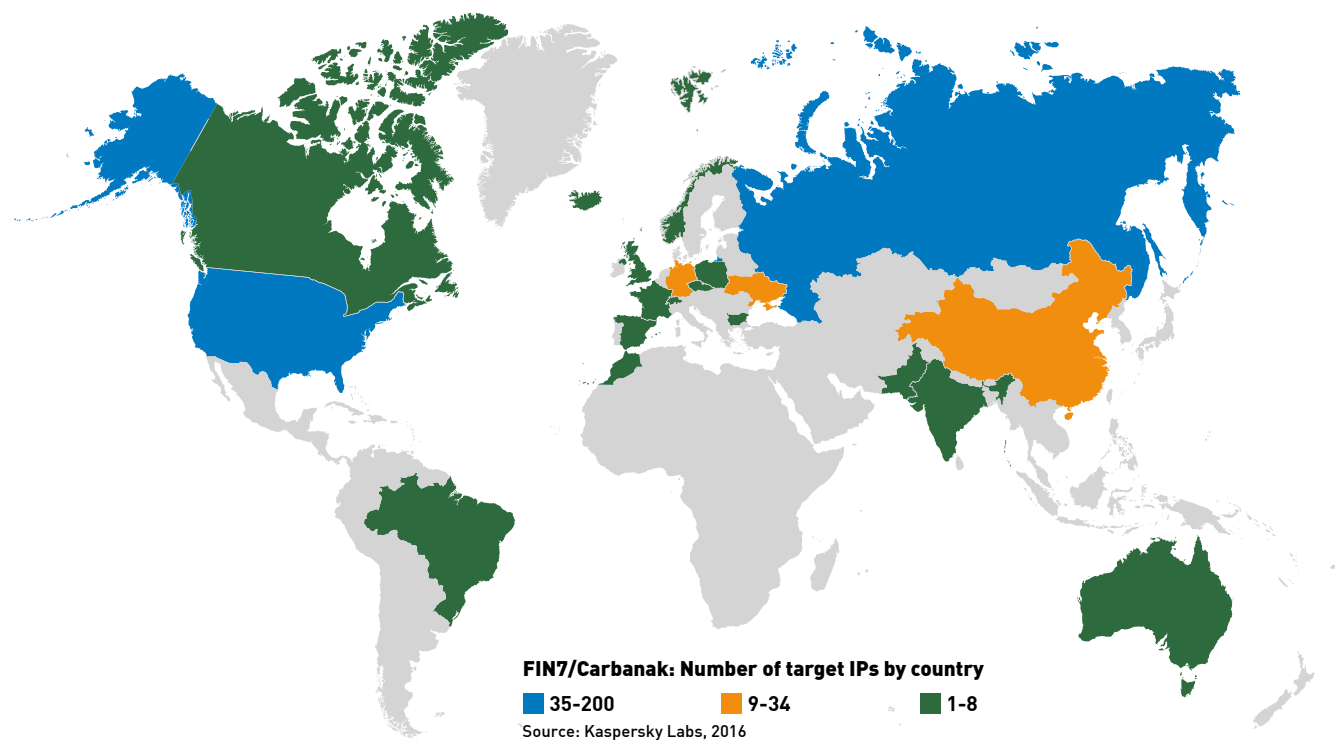 FIN7/Carbanak: Number of target IPs by country
35-200 9-34 1-8
Source: Kaspersky Labs, 2016